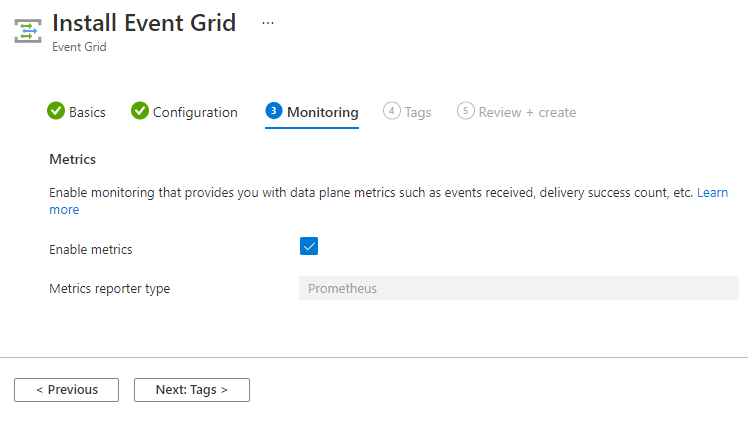 Install Event Grid ...
Event Grid
Basics Configuration 3 Monitoring 4 Tags 5 Review + create
Metrics
Enable monitoring that provides you with data plane metrics such as events received, delivery success count, etc. Learn
more
Enable metrics
Metrics reporter type Prometheus
< Previous Next: Tags >